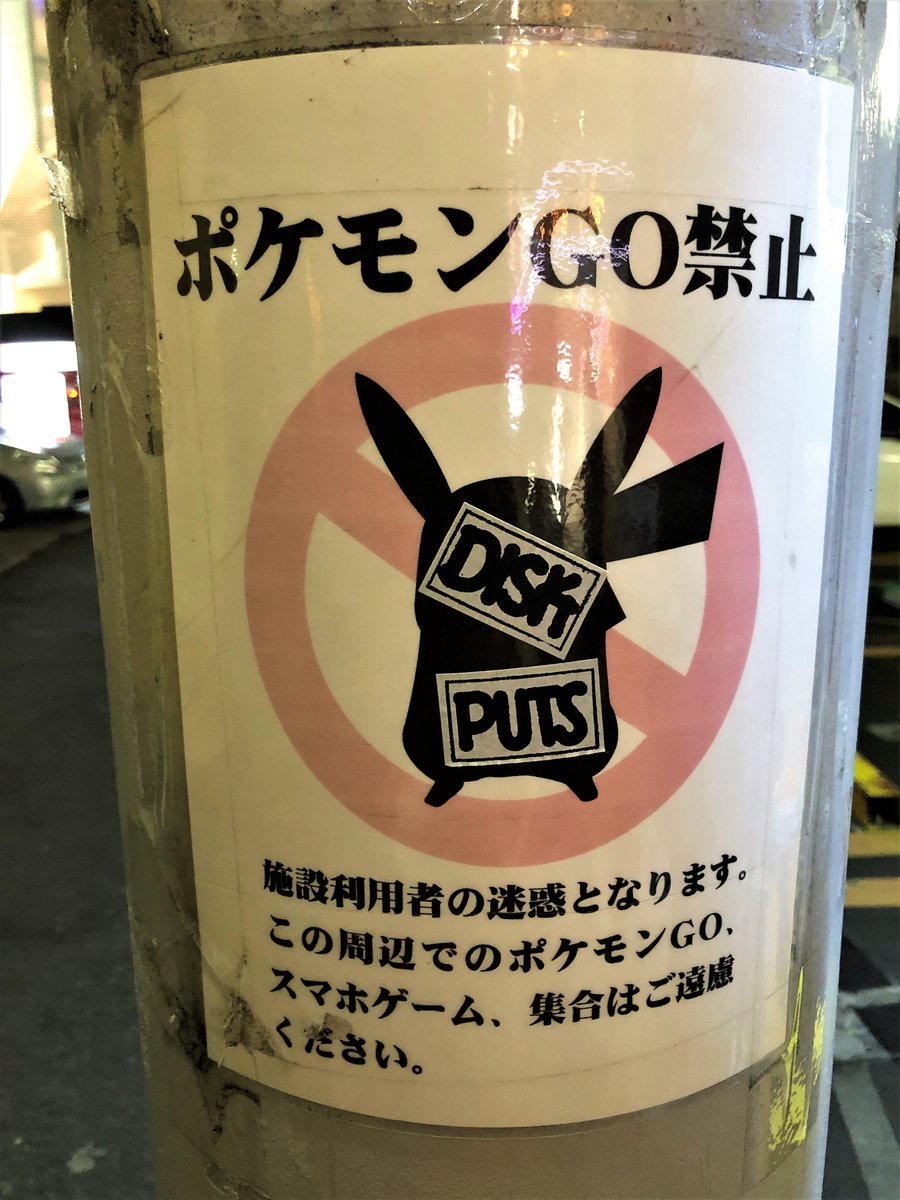 ポケモンGO禁止
DISK
PUTS
施設利用者の迷惑となります。
この周辺でのポケモンGO、
スマホゲーム、集合はご遠慮
ください。